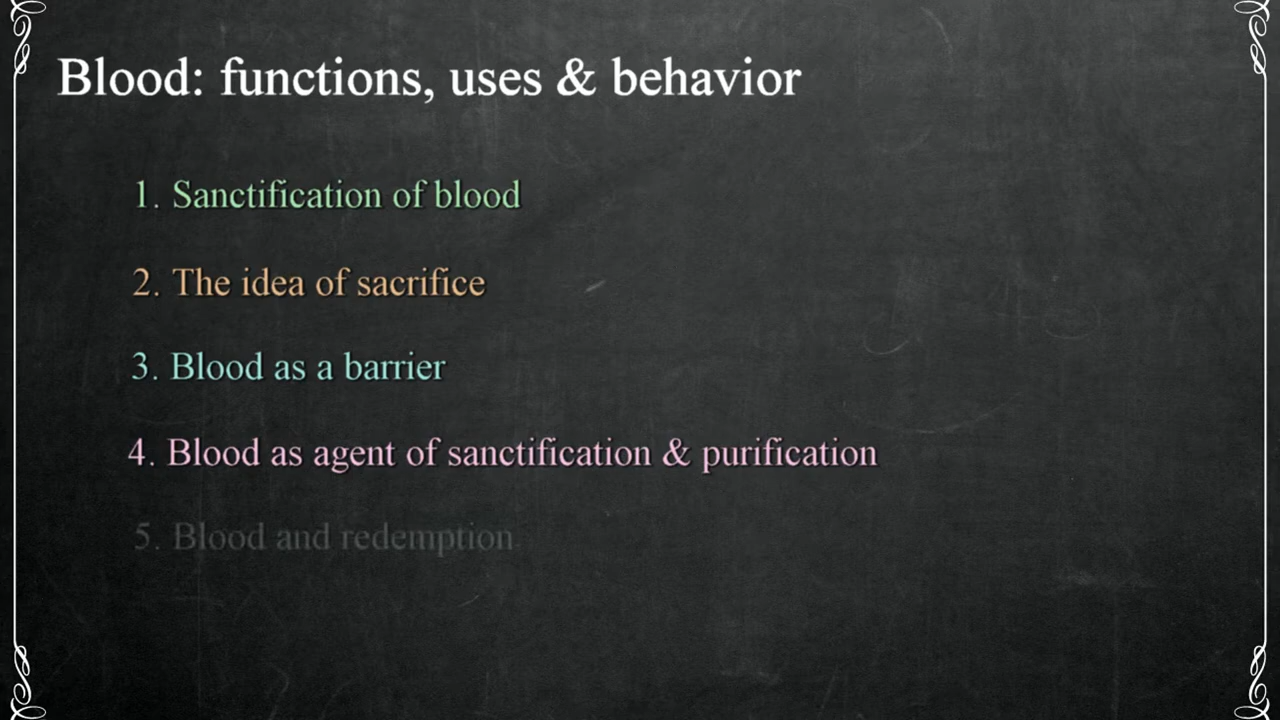 Blood: functions, uses & behavior
1. Sanctification of blood
2. The idea of sacrifice
3. Blood as a barrier
4. Blood as agent of sanctification & purification
5. Blood and redemption